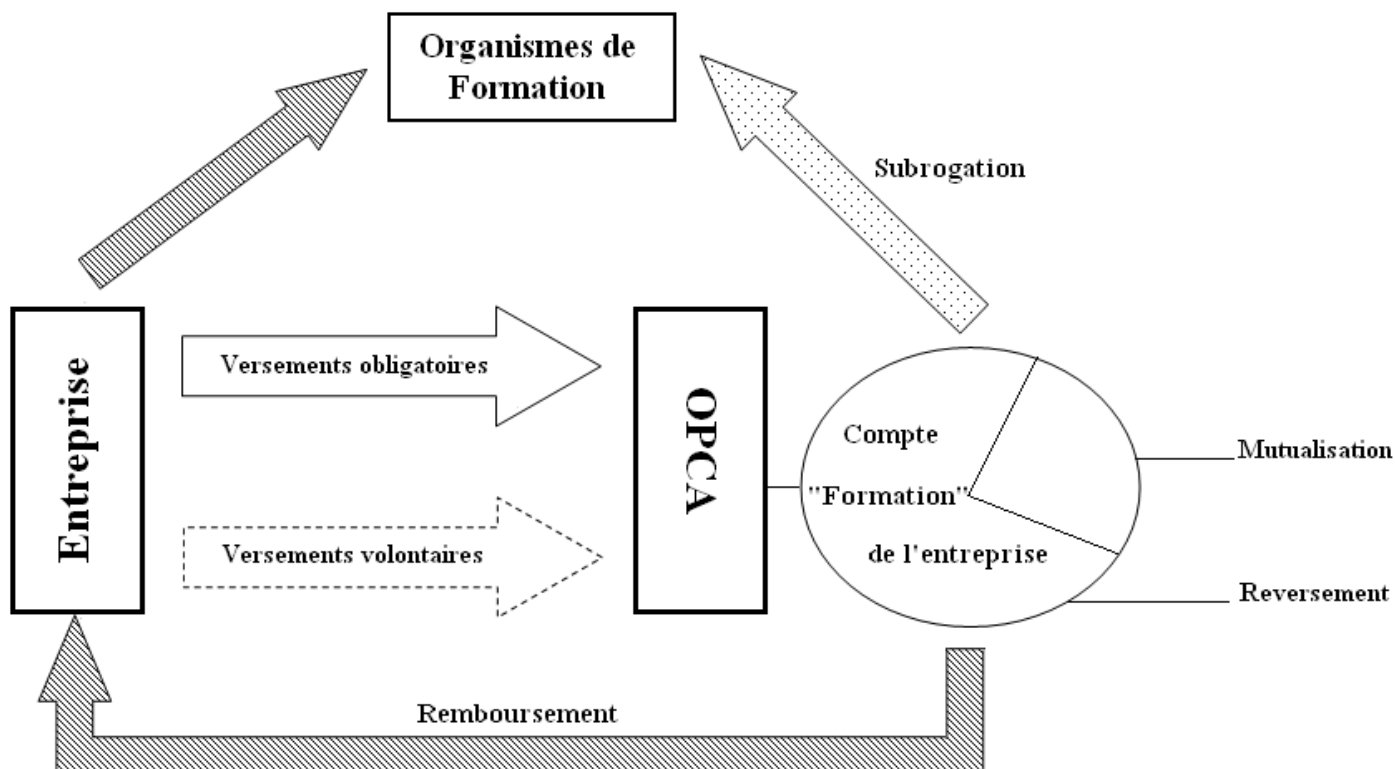 Organismes de
Formation
Subrogation
Entreprise
Versements obligatoires
Versements volontaires
OPCA
Compte
"Formation"
de l'entreprise
Mutualisation
Reversement
Remboursement